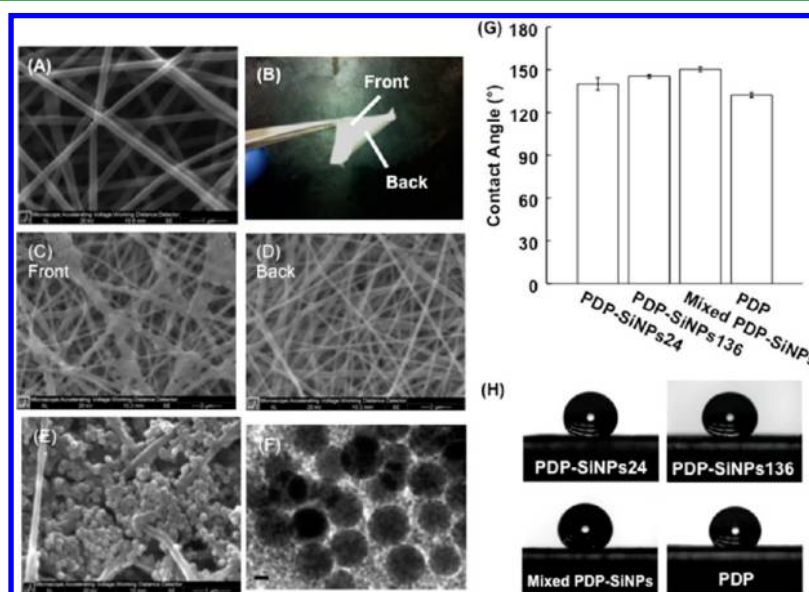 (A)
(B)
Front
Back
(C)
Front
(D)
Back
(E)
(F)
(G)
Contact Angle (°)
180
150
120
90
60
30
0
PDP-SiNPs24
PDP-SiNPs136
Mixed PDP-SiNPs
PDP
(H)
PDP-SiNPs24
PDP-SiNPs136
Mixed PDP-SiNPs
PDP